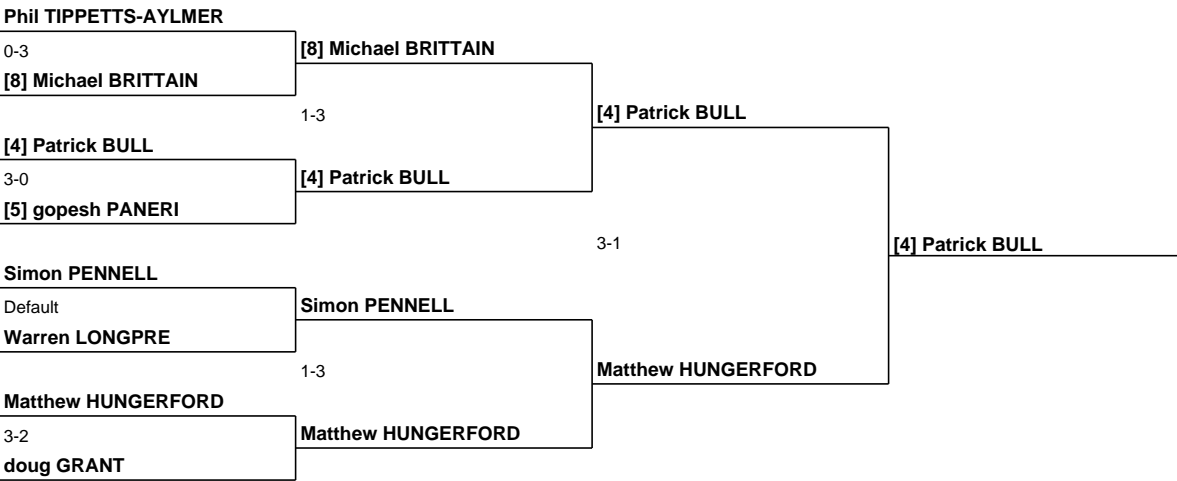 Phil TIPPETTS-AYLMER
0-3
[8] Michael BRITTAIN
[8] Michael BRITTAIN
1-3
[4] Patrick BULL
[4] Patrick BULL
3-0
[4] Patrick BULL
[5] gopesh PANERI
3-1
[4] Patrick BULL
Simon PENNELL
Default
Simon PENNELL
Warren LONGPRE
1-3
Matthew HUNGERFORD
Matthew HUNGERFORD
3-2
Matthew HUNGERFORD
doug GRANT